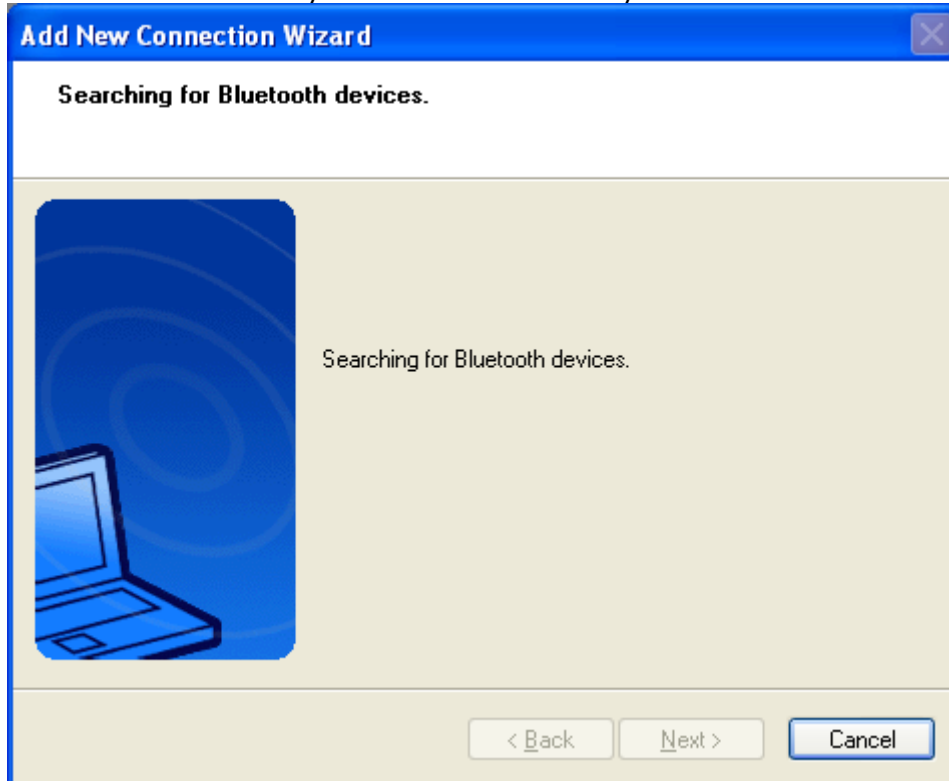 Add New Connection Wizard
Searching for Bluetooth devices.
Searching for Bluetooth devices.
< Back
Next >
Cancel